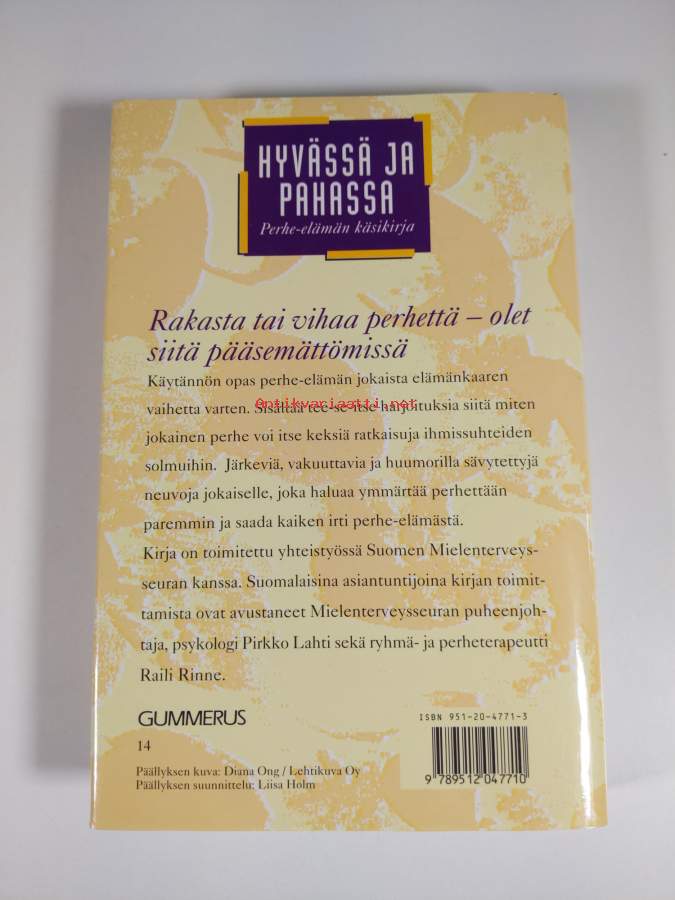 HYVÄSSÄ JA
PAHASSA
Perhe-elämän käsikirja
Rakasta tai vihaa perhettä – olet
siitä pääsemättömissä
Käytännön opas perhe-elämän jokaista elämänkaaren
Antikvariaatti.net
vaihetta varten. Sisältää tee-se-itse-harjoituksia siitä miten
jokainen perhe voi itse keksiä ratkaisuja ihmissuhteiden
solmuihin. Järkeviä, vakuuttavia ja huumorilla sävytettyjä
neuvoja jokaiselle, joka haluaa ymmärtää perhettään
paremmin ja saada kaiken irti perhe-elämästä.
Kirja on toimitettu yhteistyössä Suomen Mielenterveys-
seuran kanssa. Suomalaisina asiantuntijoina kirjan toimit-
tamista ovat avustaneet Mielenterveysseuran puheenjoh-
taja, psykologi Pirkko Lahti sekä ryhmä- ja perheterapeutti
Raili Rinne.
GUMMERUS
14
Päällyksen kuva: Diana Ong / Lehtikuva Oy
Päällyksen suunnittelu: Liisa Holm
ISBN 951-20-4771-3
9 789512 047710